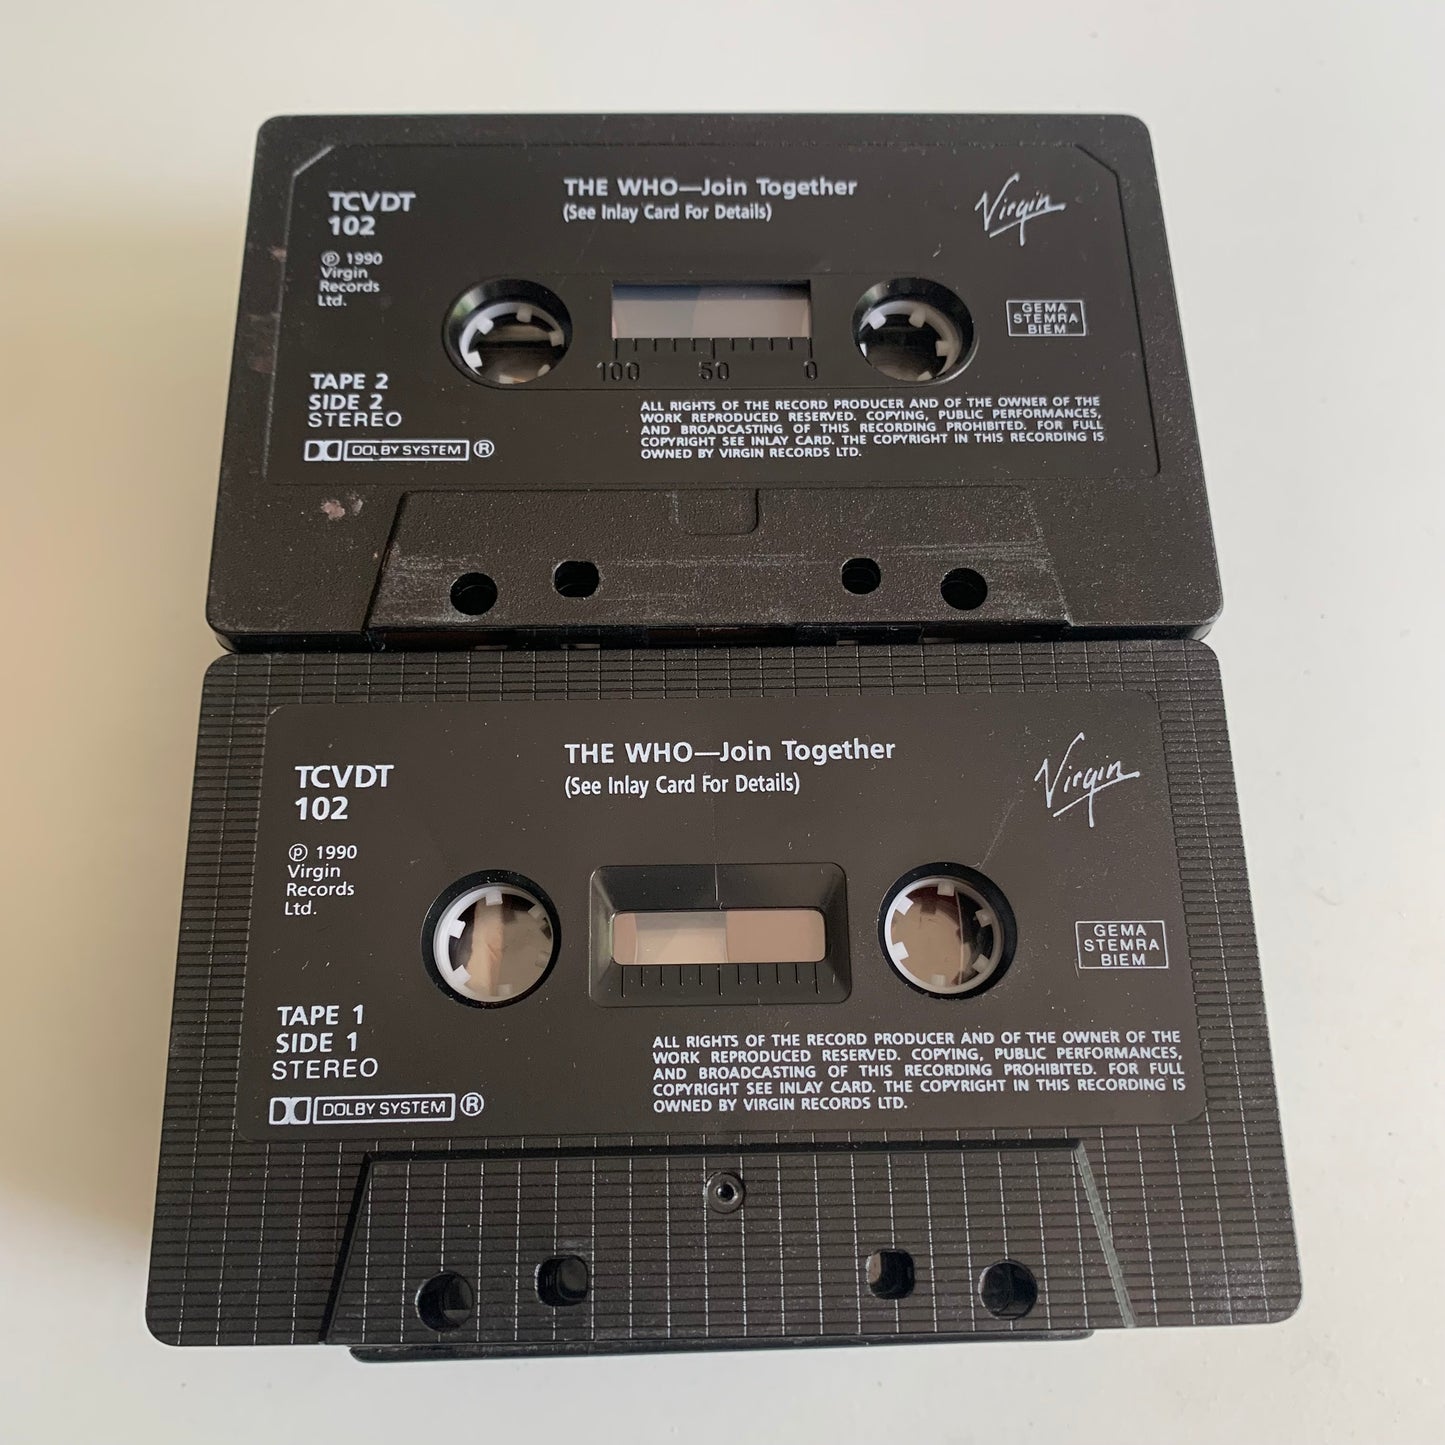 THE WHO—Join Together
(See Inlay Card For Details)
TCVDT
102
Virgin
℗ 1990
Virgin
Records
Ltd.
GEMA
STEMRA
BIEM
100 50 0
TAPE 2
SIDE 2
STEREO
DOLBY SYSTEM ®
ALL RIGHTS OF THE RECORD PRODUCER AND OF THE OWNER OF THE
WORK REPRODUCED RESERVED. COPYING, PUBLIC PERFORMANCES,
AND BROADCASTING OF THIS RECORDING PROHIBITED. FOR FULL
COPYRIGHT SEE INLAY CARD. THE COPYRIGHT IN THIS RECORDING IS
OWNED BY VIRGIN RECORDS LTD.
THE WHO—Join Together
(See Inlay Card For Details)
TCVDT
102
Virgin
℗ 1990
Virgin
Records
Ltd.
GEMA
STEMRA
BIEM
TAPE 1
SIDE 1
STEREO
DOLBY SYSTEM ®
ALL RIGHTS OF THE RECORD PRODUCER AND OF THE OWNER OF THE
WORK REPRODUCED RESERVED. COPYING, PUBLIC PERFORMANCES,
AND BROADCASTING OF THIS RECORDING PROHIBITED. FOR FULL
COPYRIGHT SEE INLAY CARD. THE COPYRIGHT IN THIS RECORDING IS
OWNED BY VIRGIN RECORDS LTD.